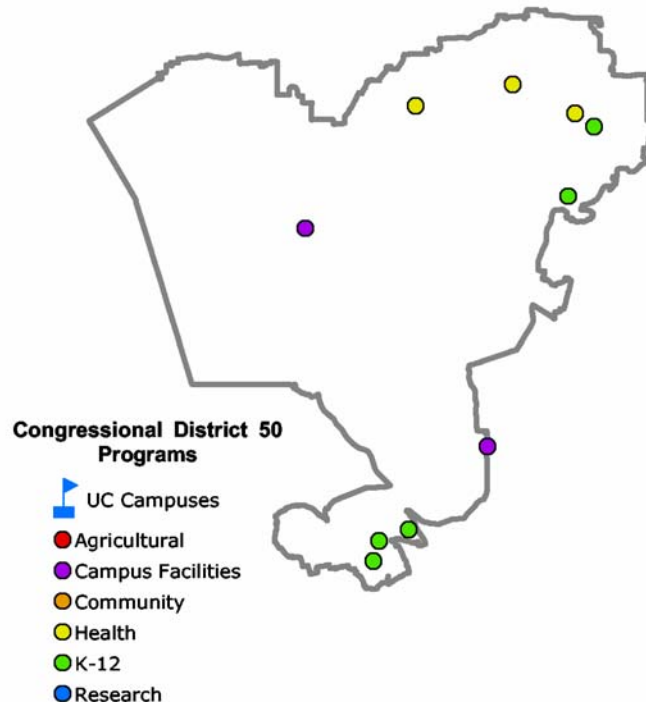 Congressional District 50
Programs
UC Campuses
Agricultural
Campus Facilities
Community
Health
K-12
Research